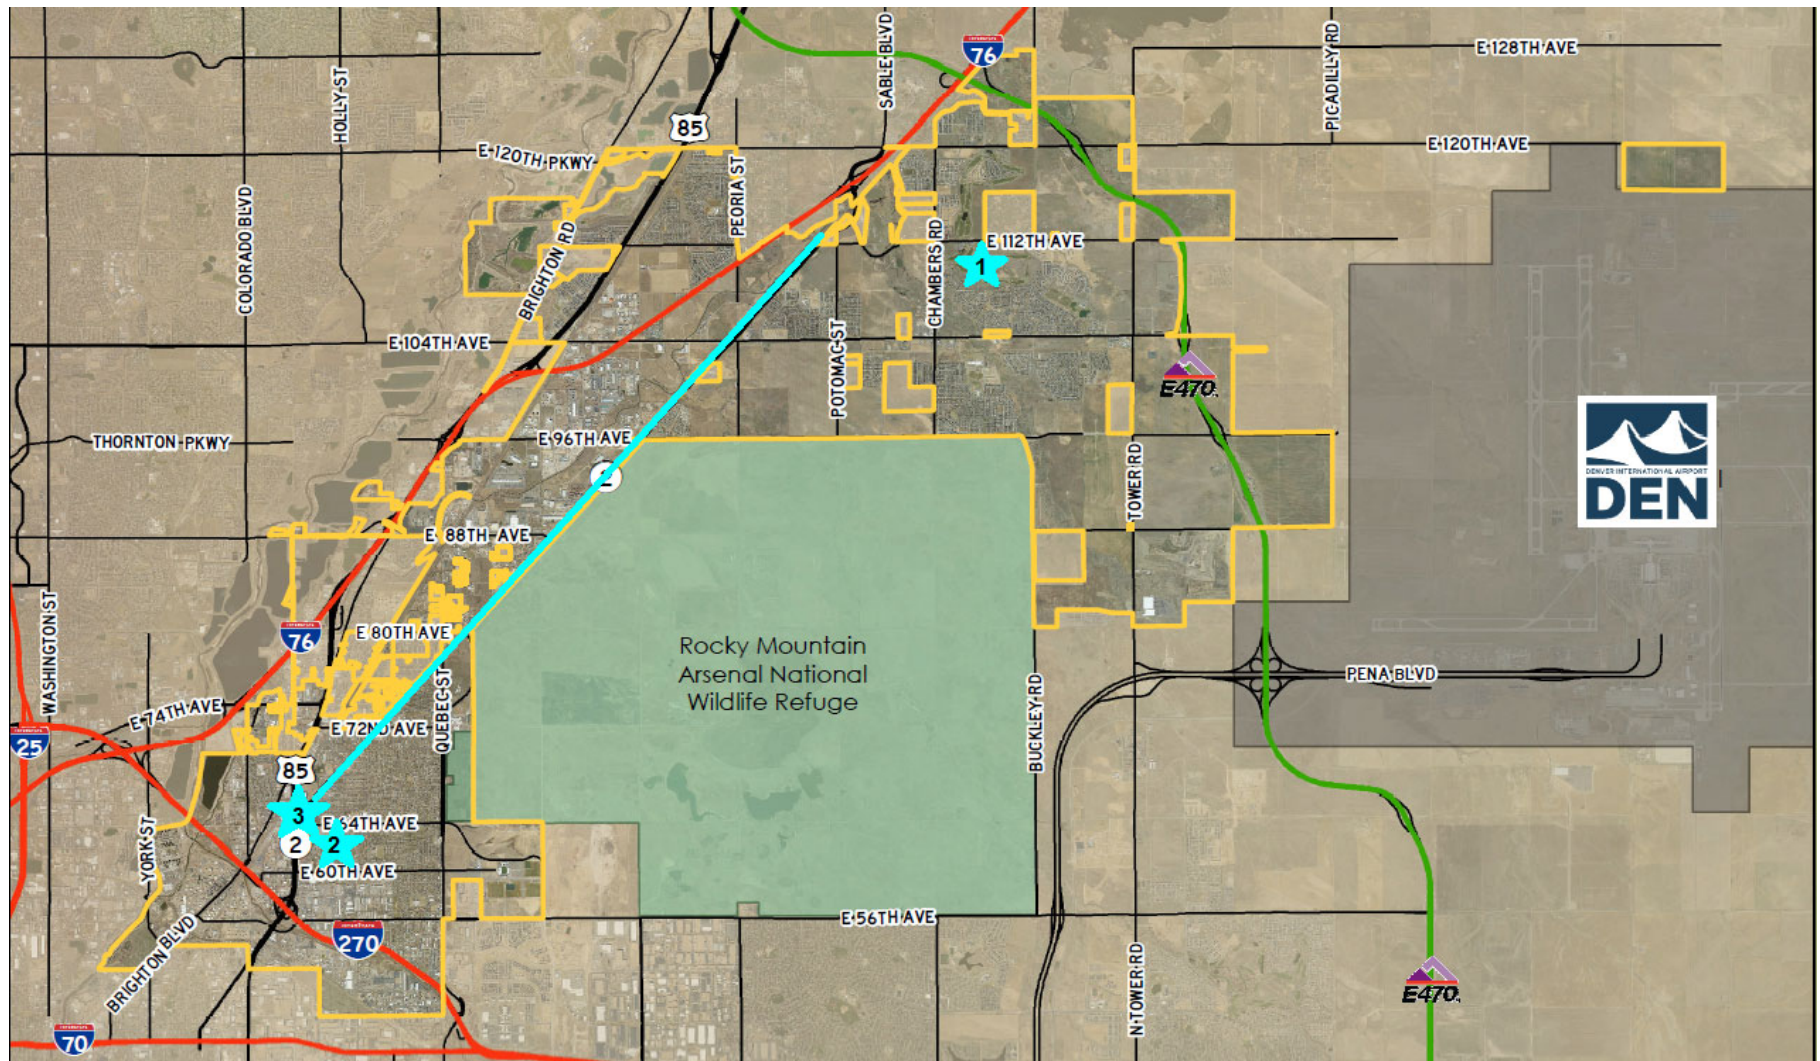 SABLE BLVD
PICADILLY RD
E 128TH AVE
76
HOLLY ST
85
E 120TH PKWY
E 120TH AVE
PEORIA ST
COLORADO BLVD
BRIGHTON RD
CHAMBERS RD
E 112TH AVE
1
E 104TH AVE
POTOMAC ST
E470
THORNTON PKWY
E 96TH AVE
2
TOWER RD
DENVER INTERNATIONAL AIRPORT
DEN
E 88TH AVE
WASHINGTON ST
76
E 80TH AVE
Rocky Mountain
Arsenal National
Wildlife Refuge
QUEBEC ST
BUCKLEY RD
PENA BLVD
E 74TH AVE
E 72ND AVE
25
85
3
E 64TH AVE
2
2
YORK ST
E 60TH AVE
E 56TH AVE
BRIGHTON BLVD
270
N TOWER RD
E470
70